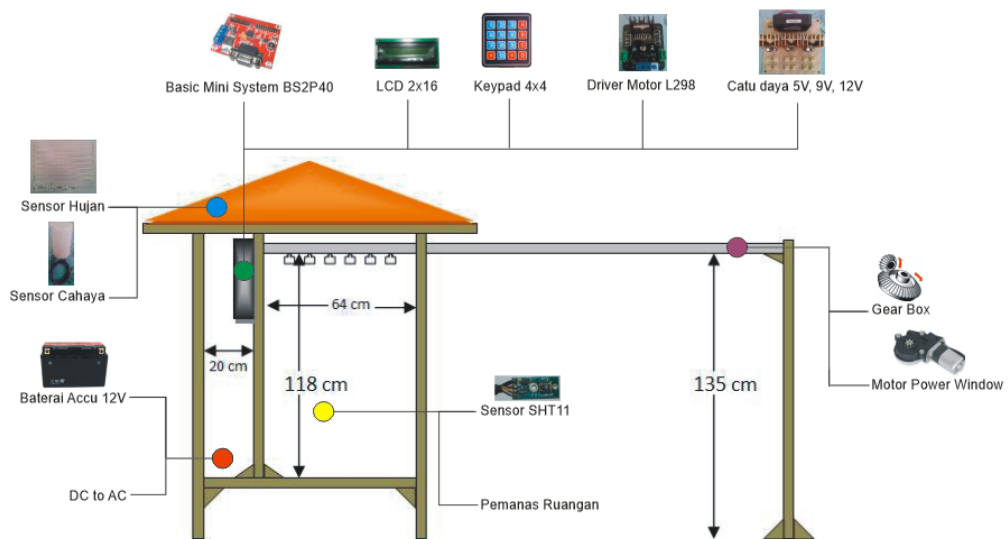 Basic Mini System BS2P40
LCD 2x16
Keypad 4x4
Driver Motor L298
Catu daya 5V, 9V, 12V
Sensor Hujan
Sensor Cahaya
64 cm
Gear Box
20 cm
118 cm
135 cm
Motor Power Window
Baterai Accu 12V
Sensor SHT11
DC to AC
Pemanas Ruangan